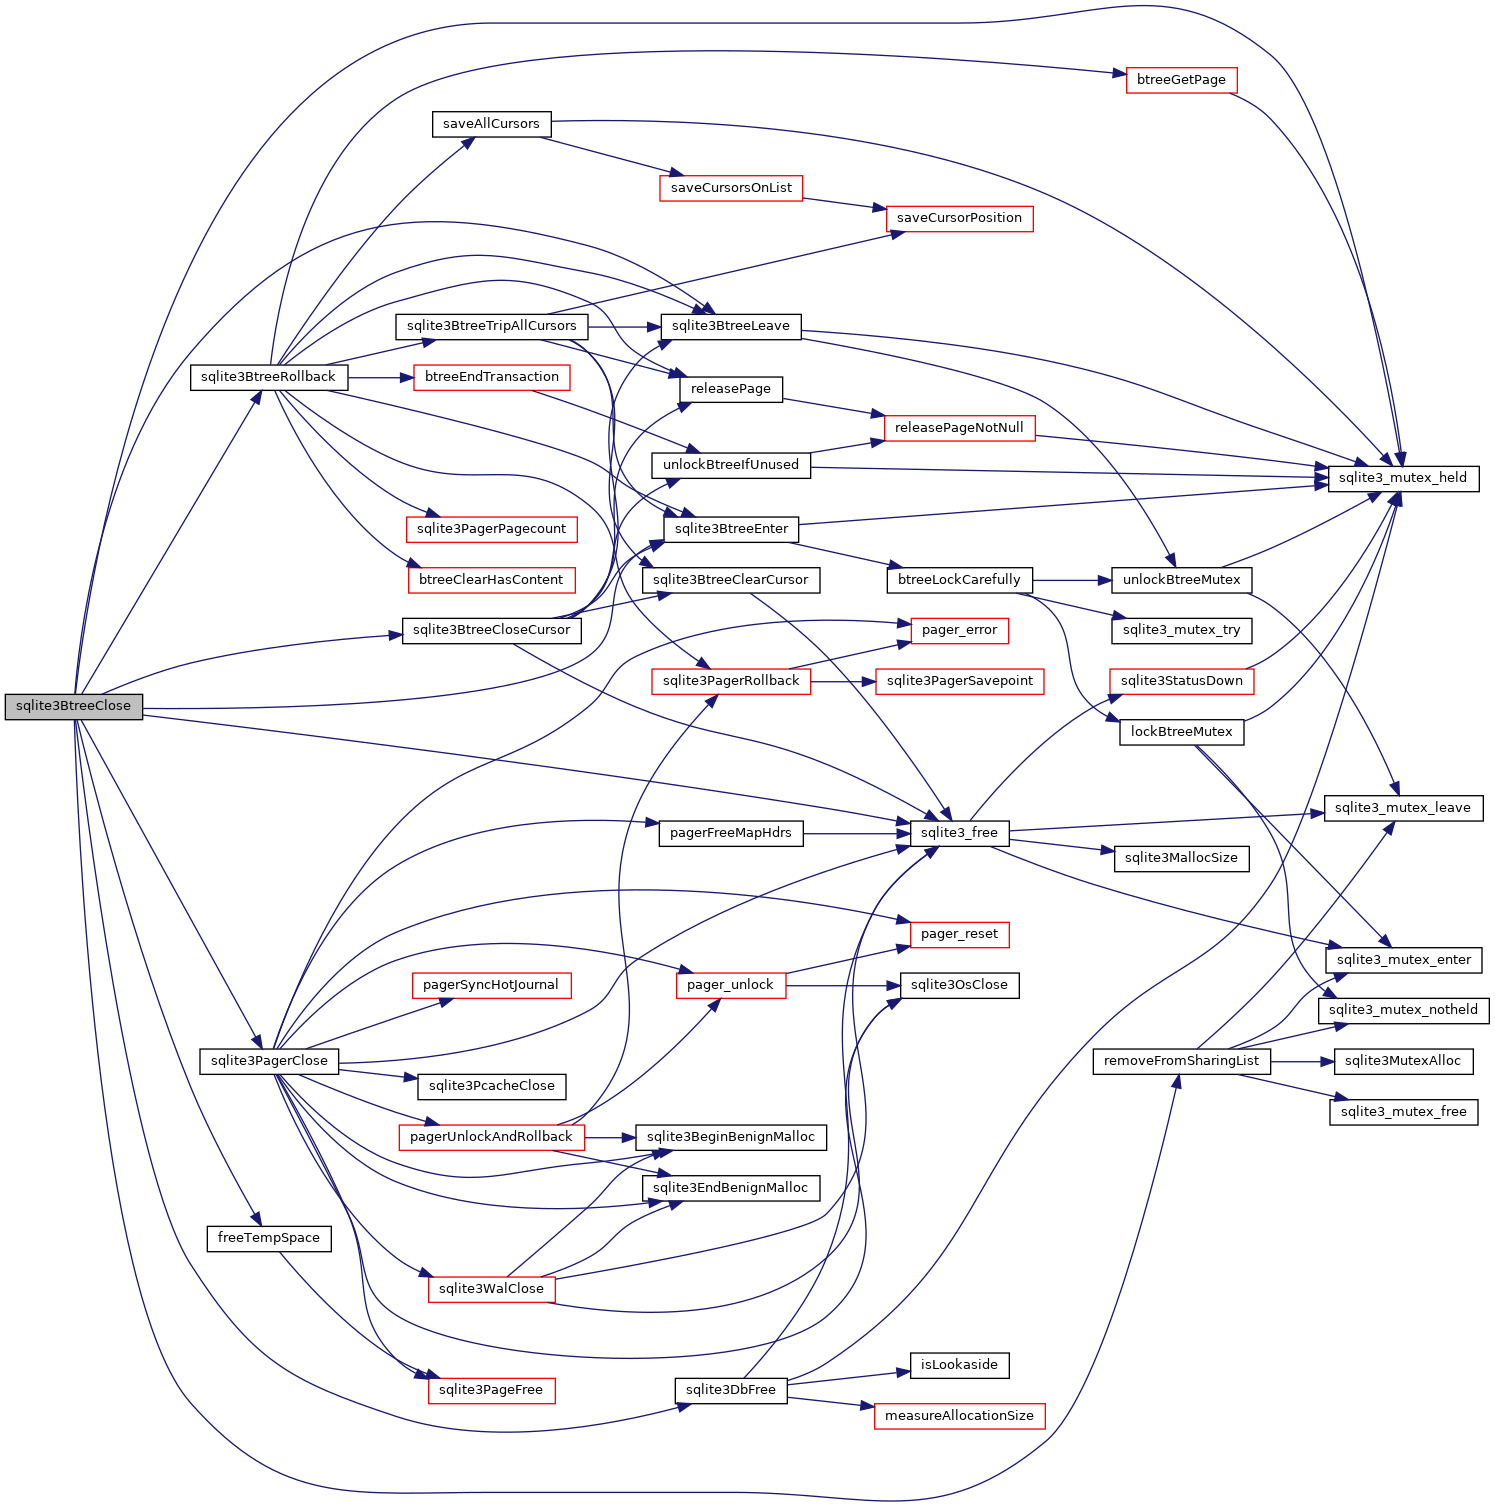 btreeGetPage
saveAllCursors
saveCursorsOnList
saveCursorPosition
sqlite3BtreeTripAllCursors
sqlite3BtreeLeave
sqlite3BtreeRollback
btreeEndTransaction
releasePage
releasePageNotNull
unlockBtreeIfUnused
sqlite3_mutex_held
sqlite3PagerPagecount
sqlite3BtreeEnter
btreeClearHasContent
sqlite3BtreeClearCursor
btreeLockCarefully
unlockBtreeMutex
sqlite3BtreeCloseCursor
pager_error
sqlite3_mutex_try
sqlite3PagerRollback
sqlite3PagerSavepoint
sqlite3StatusDown
sqlite3BtreeClose
lockBtreeMutex
sqlite3_mutex_leave
pagerFreeMapHdrs
sqlite3_free
sqlite3MallocSize
pager_reset
sqlite3_mutex_enter
pagerSyncHotJournal
pager_unlock
sqlite3OsClose
sqlite3_mutex_notheld
sqlite3PagerClose
removeFromSharingList
sqlite3MutexAlloc
sqlite3PcacheClose
sqlite3_mutex_free
pagerUnlockAndRollback
sqlite3BeginBenignMalloc
sqlite3EndBenignMalloc
freeTempSpace
sqlite3WalClose
isLookaside
sqlite3PageFree
sqlite3DbFree
measureAllocationSize